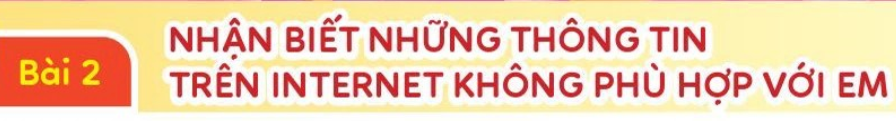 Bài 2
NHẬN BIẾT NHỮNG THÔNG TIN
TRÊN INTERNET KHÔNG PHÙ HỢP VỚI EM